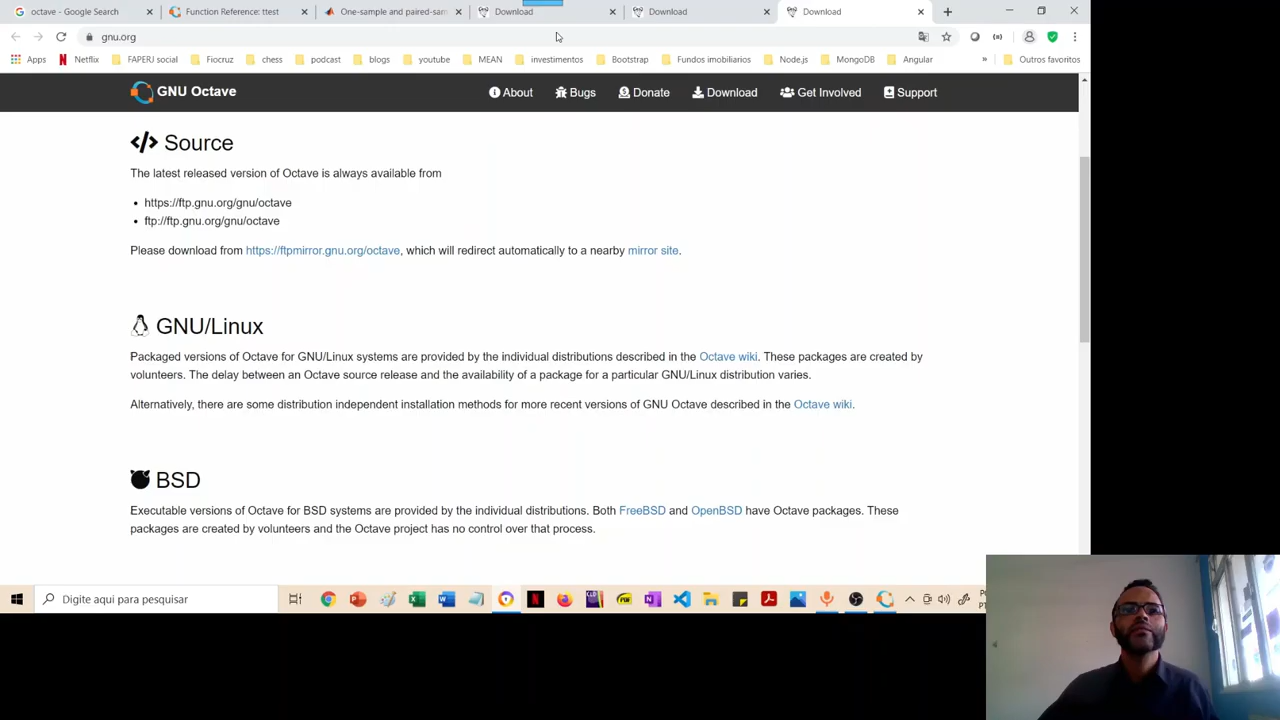 octave - Google Search
Function Reference: ttest
One-sample and paired-sam
Download
Download
Download
gnu.org
Apps
Netflix
FAPERJ social
Fiocruz
chess
podcast
blogs
youtube
MEAN
investimentos
Bootstrap
Fundos imobiliarios
Node.js
MongoDB
Angular
»
Outros favoritos
GNU Octave
About
Bugs
Donate
Download
Get Involved
Support
</> Source
The latest released version of Octave is always available from
• https://ftp.gnu.org/gnu/octave
• ftp://ftp.gnu.org/gnu/octave
Please download from https://ftpmirror.gnu.org/octave, which will redirect automatically to a nearby mirror site.
GNU/Linux
Packaged versions of Octave for GNU/Linux systems are provided by the individual distributions described in the Octave wiki. These packages are created by
volunteers. The delay between an Octave source release and the availability of a package for a particular GNU/Linux distribution varies.
Alternatively, there are some distribution independent installation methods for more recent versions of GNU Octave described in the Octave wiki.
BSD
Executable versions of Octave for BSD systems are provided by the individual distributions. Both FreeBSD and OpenBSD have Octave packages. These
packages are created by volunteers and the Octave project has no control over that process.
Digite aqui para pesquisar